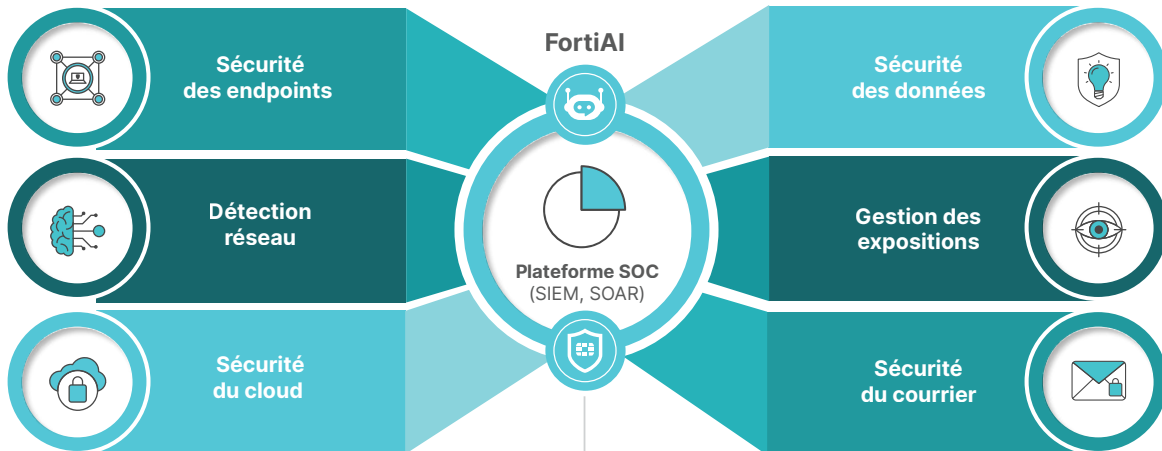 FortiAI
Sécurité
des endpoints
Sécurité
des données
Détection
réseau
Gestion des
expositions
Plateforme SOC
(SIEM, SOAR)
Sécurité
du cloud
Sécurité
du courrier